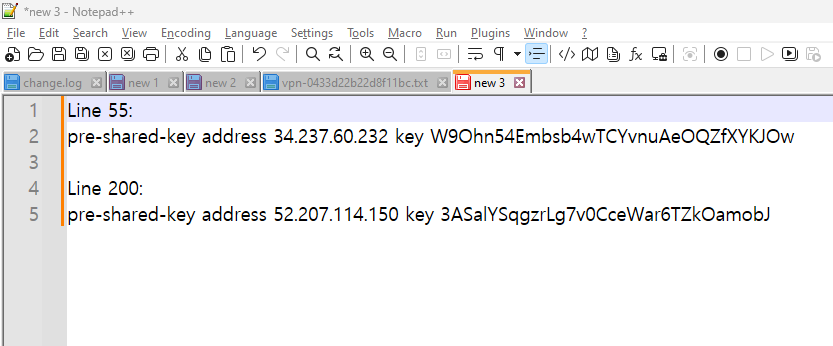 *new 3 - Notepad++
File Edit Search View Encoding Language Settings Tools Macro Run Plugins Window ?
change.log new 1 new 2 vpn-0433d22b22d8f11bc.txt new 3
1 Line 55:
2 pre-shared-key address 34.237.60.232 key W9Ohn54Embsb4wTCYvnuAeOQZfXYKJOw
3
4 Line 200:
5 pre-shared-key address 52.207.114.150 key 3ASalYSqgzrLg7v0CceWar6TZkOamobJ